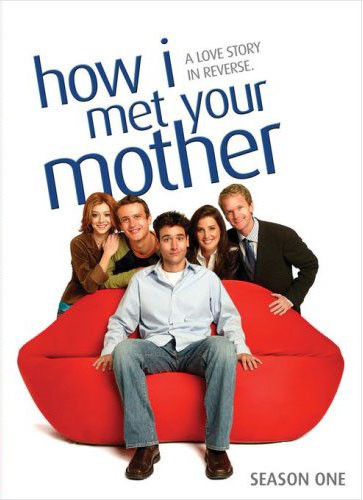 how i
A LOVE STORY
IN REVERSE.
met your
mother
SEASON ONE